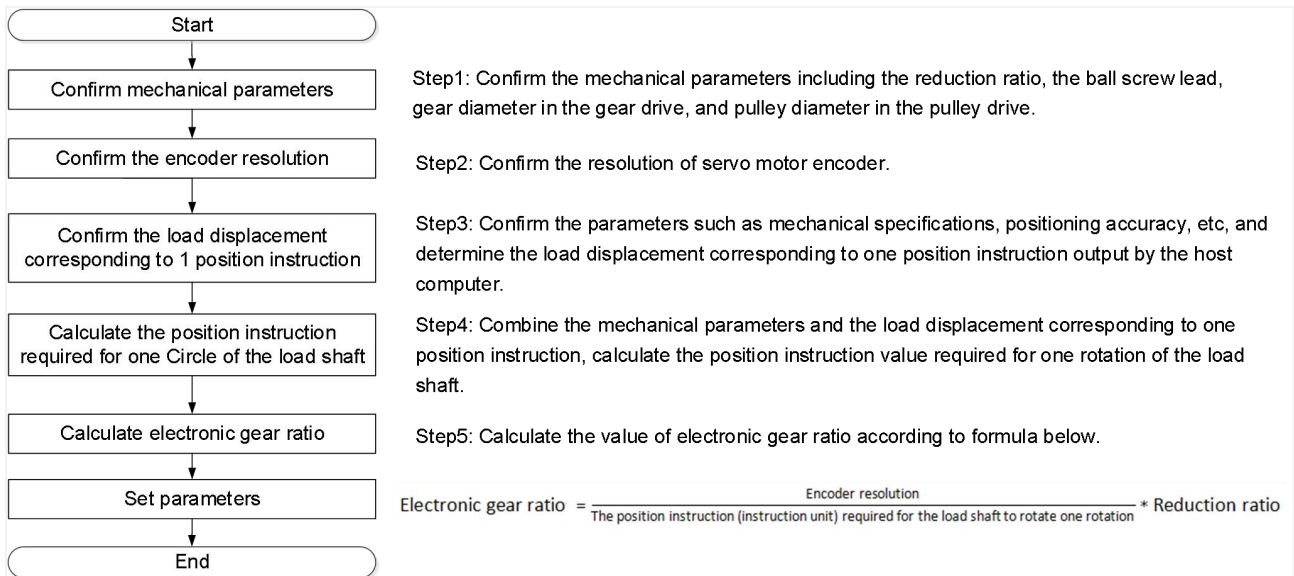 Start
Confirm mechanical parameters
Step1: Confirm the mechanical parameters including the reduction ratio, the ball screw lead,
gear diameter in the gear drive, and pulley diameter in the pulley drive.
Confirm the encoder resolution
Step2: Confirm the resolution of servo motor encoder.
Confirm the load displacement
corresponding to 1 position instruction
Step3: Confirm the parameters such as mechanical specifications, positioning accuracy, etc, and
determine the load displacement corresponding to one position instruction output by the host
computer.
Calculate the position instruction
required for one Circle of the load shaft
Step4: Combine the mechanical parameters and the load displacement corresponding to one
position instruction, calculate the position instruction value required for one rotation of the load
shaft.
Calculate electronic gear ratio
Step5: Calculate the value of electronic gear ratio according to formula below.
Set parameters
Encoder resolution
Electronic gear ratio = * Reduction ratio
The position instruction (instruction unit) required for the load shaft to rotate one rotation
End